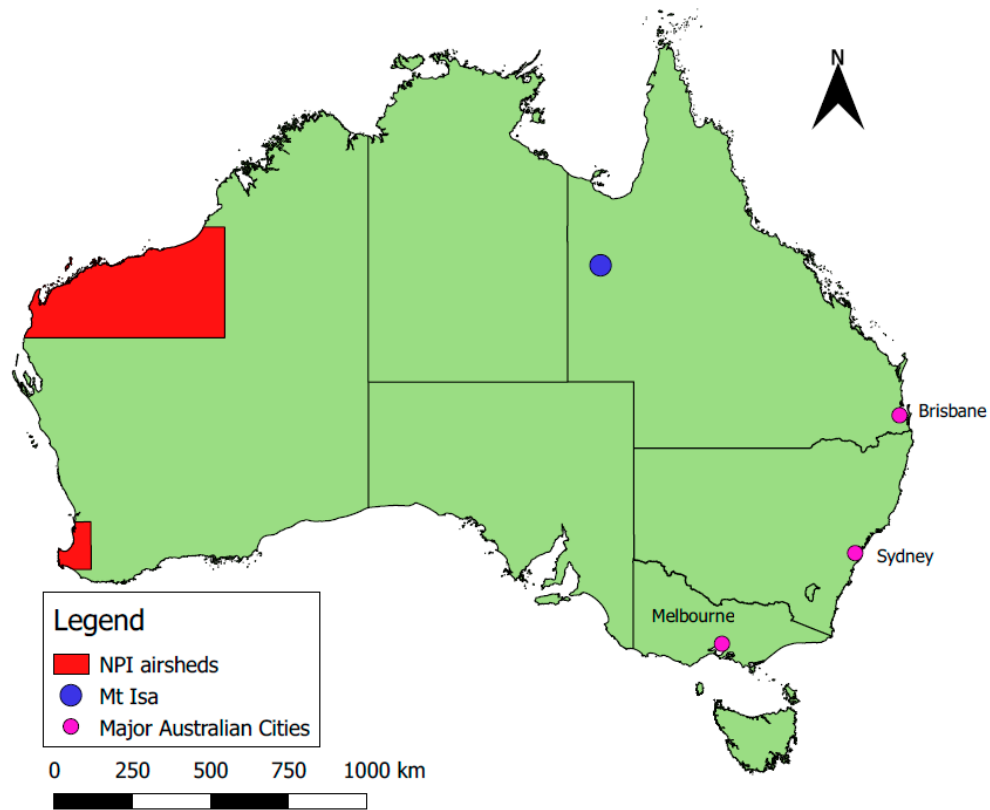 N
Brisbane
Sydney
Melbourne
Legend
NPI airsheds
Mt Isa
Major Australian Cities
0 250 500 750 1000 km